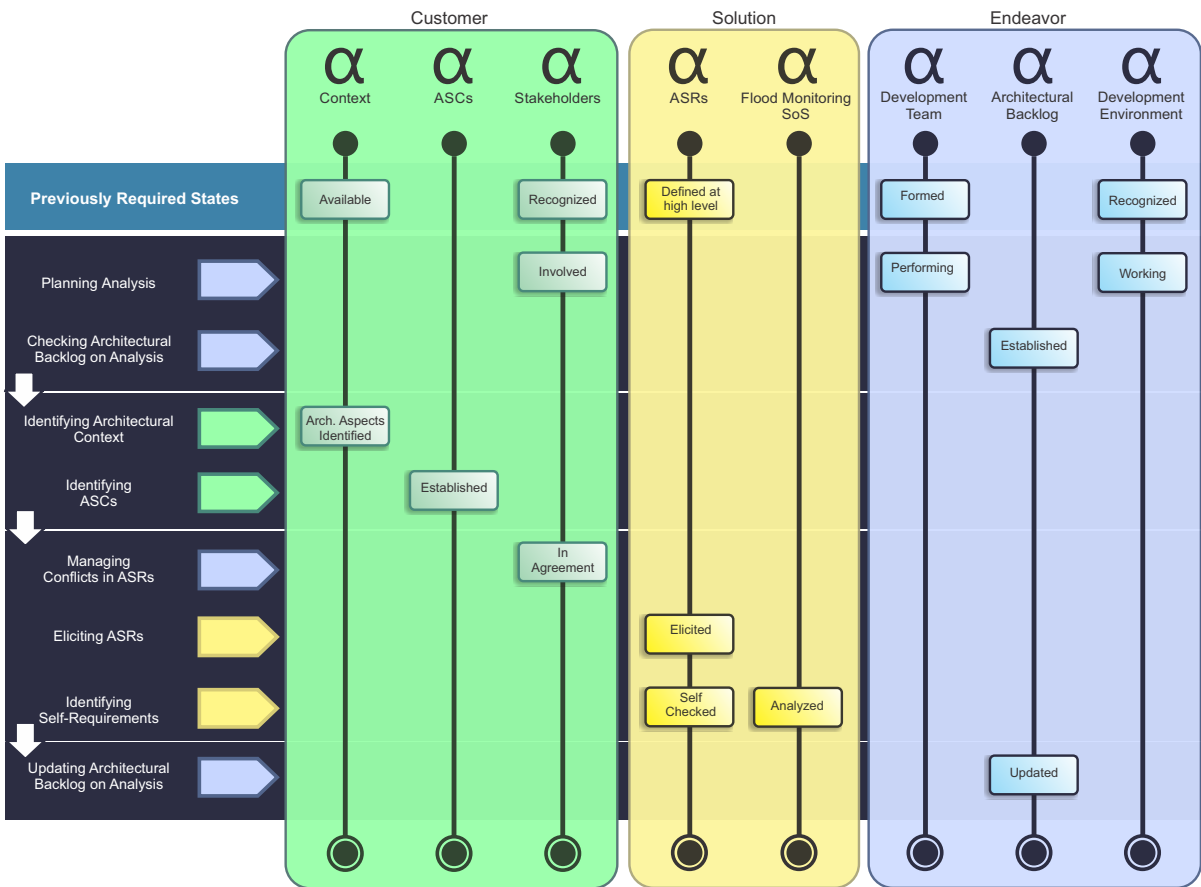 Customer
Solution
Endeavor
α
α
α
α
α
α
α
α
Context
ASCs
Stakeholders
ASRs
Flood Monitoring
SoS
Development
Team
Architectural
Backlog
Development
Environment
Previously Required States
Available
Recognized
Defined at
high level
Formed
Recognized
Planning Analysis
Involved
Performing
Working
Checking Architectural
Backlog on Analysis
Established
Identifying Architectural
Context
Arch. Aspects
Identified
Identifying
ASCs
Established
Managing
Conflicts in ASRs
In
Agreement
Eliciting ASRs
Elicited
Identifying
Self-Requirements
Self
Checked
Analyzed
Updating Architectural
Backlog on Analysis
Updated